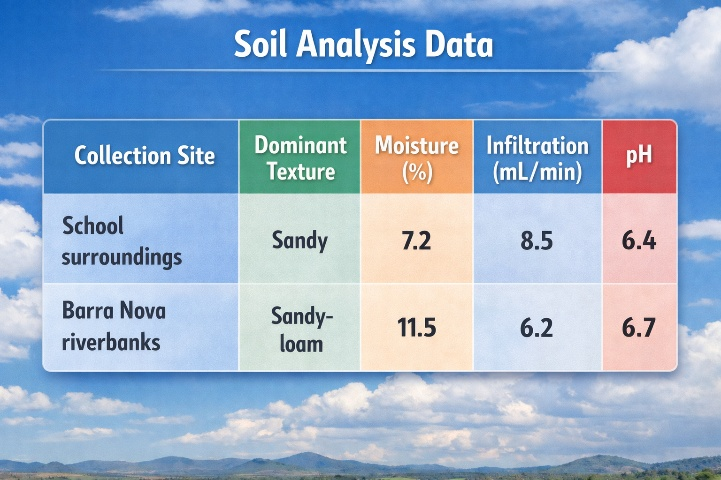 Soil Analysis Data
Collection Site
Dominant
Texture
Moisture
(%)
Infiltration
(mL/min)
pH
School
surroundings
Sandy
7.2
8.5
6.4
Barra Nova
riverbanks
Sandy-
loam
11.5
6.2
6.7